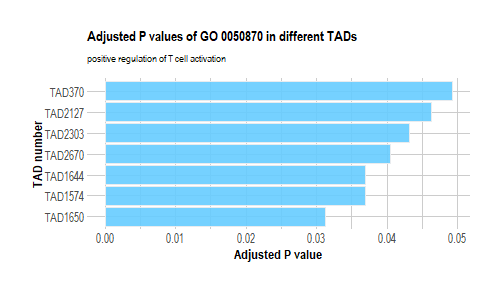 Adjusted P values of GO 0050870 in different TADs
positive regulation of T cell activation
TAD number
TAD370
TAD2127
TAD2303
TAD2670
TAD1644
TAD1574
TAD1650
0.00 0.01 0.02 0.03 0.04 0.05
Adjusted P value